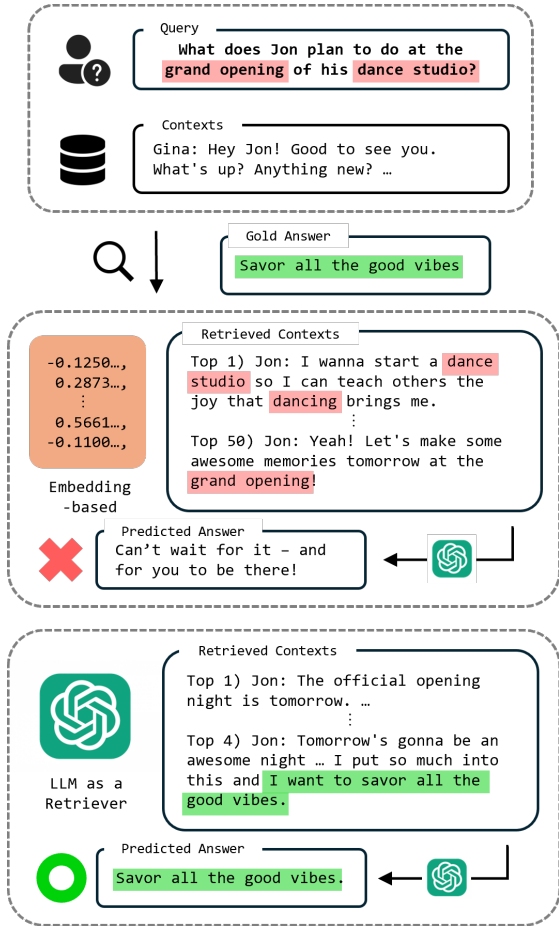 Query
What does Jon plan to do at the
grand opening of his dance studio?
?
Contexts
Gina: Hey Jon! Good to see you.
What's up? Anything new? …
Gold Answer
Savor all the good vibes
-0.1250…,
0.2873…,
⋮
0.5661…,
-0.1100…,
Embedding
-based
Retrieved Contexts
Top 1) Jon: I wanna start a dance
studio so I can teach others the
joy that dancing brings me.
⋮
Top 50) Jon: Yeah! Let's make some
awesome memories tomorrow at the
grand opening!
Predicted Answer
Can’t wait for it – and
for you to be there!
LLM as a
Retriever
Retrieved Contexts
Top 1) Jon: The official opening
night is tomorrow. …
⋮
Top 4) Jon: Tomorrow's gonna be an
awesome night … I put so much into
this and I want to savor all the
good vibes.
Predicted Answer
Savor all the good vibes.